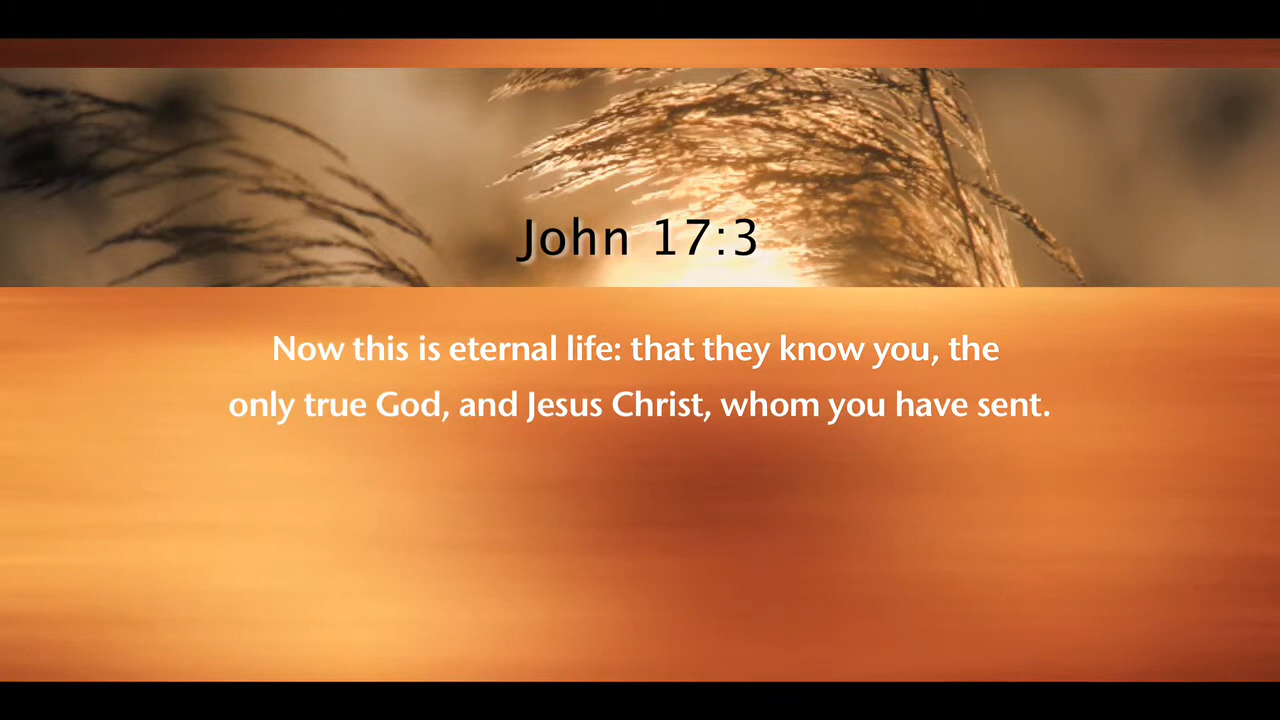 John 17:3
Now this is eternal life: that they know you, the
only true God, and Jesus Christ, whom you have sent.